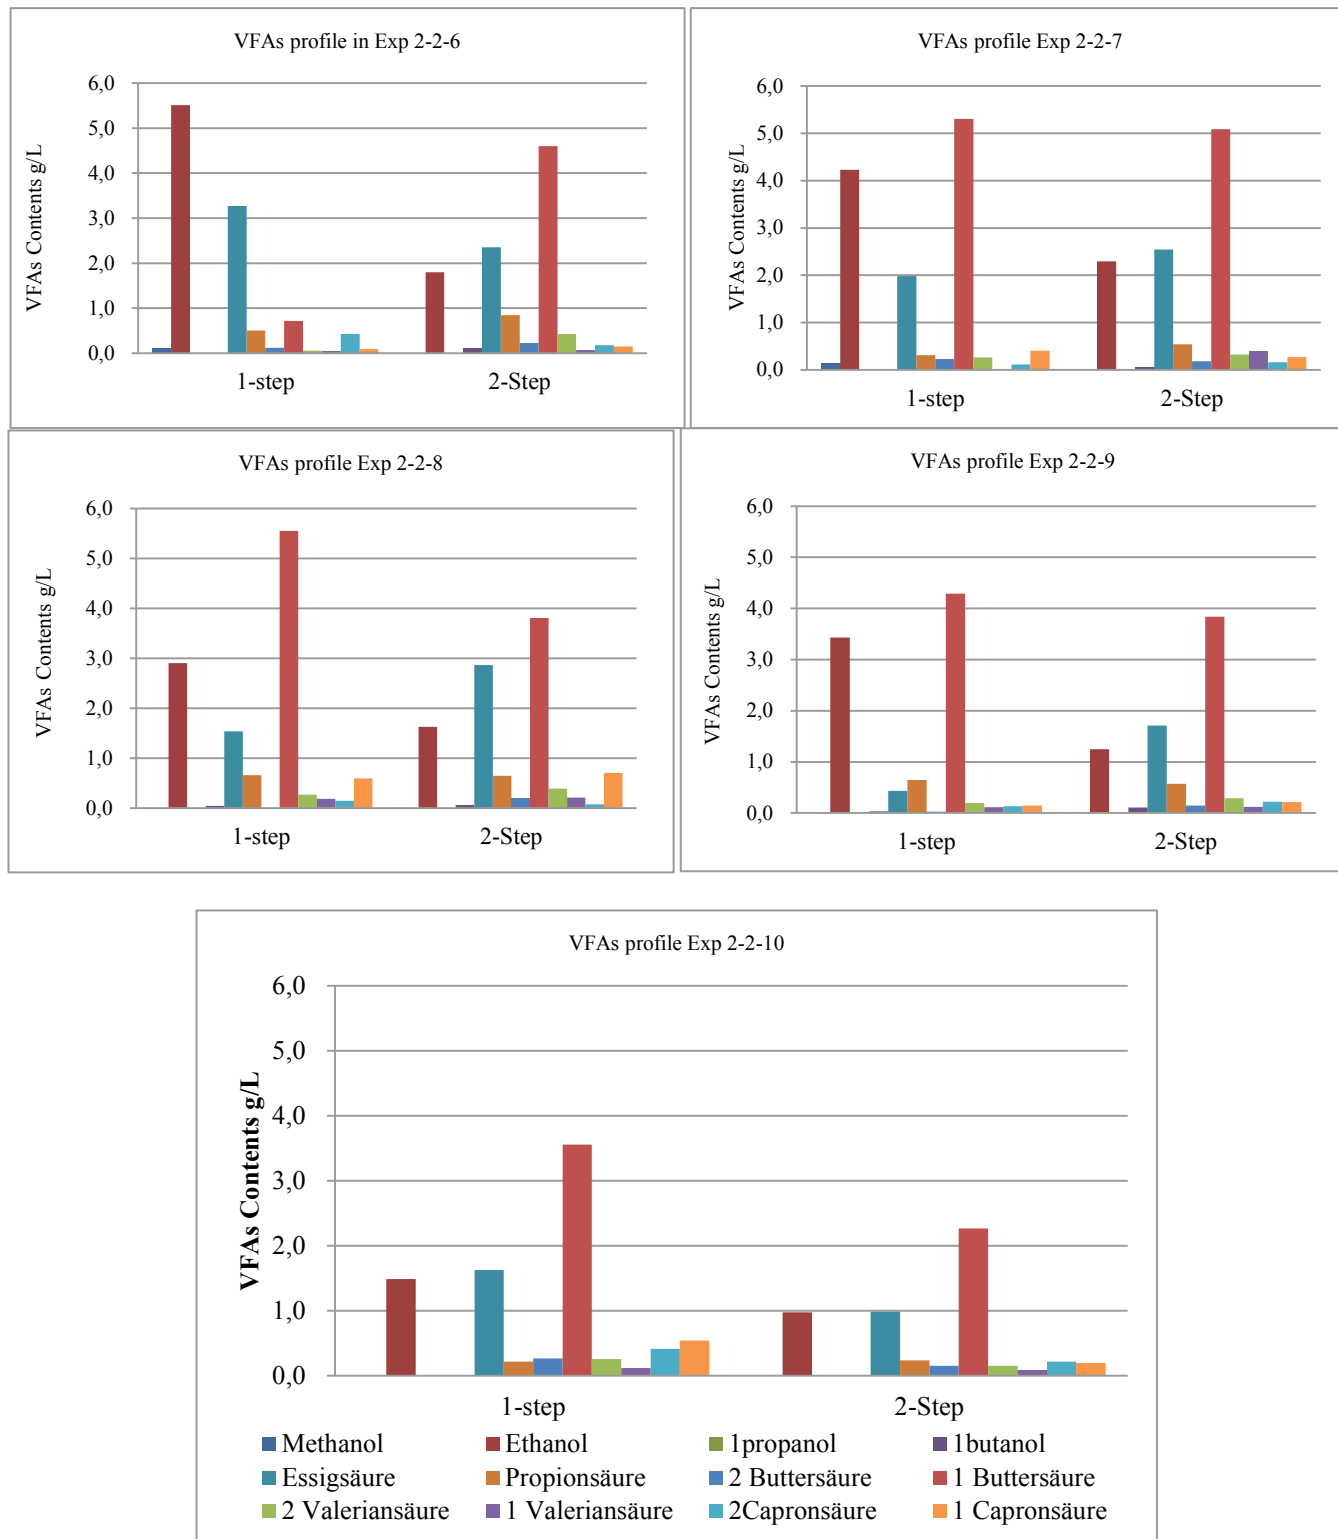 VFAs profile in Exp 2-2-6
VFAs Contents g/L
6,0
5,0
4,0
3,0
2,0
1,0
0,0
1-step 2-Step
VFAs profile Exp 2-2-7
VFAs Contents g/L
6,0
5,0
4,0
3,0
2,0
1,0
0,0
1-step 2-Step
VFAs profile Exp 2-2-8
VFAs Contents g/L
6,0
5,0
4,0
3,0
2,0
1,0
0,0
1-step 2-Step
VFAs profile Exp 2-2-9
VFAs Contents g/L
6,0
5,0
4,0
3,0
2,0
1,0
0,0
1-step 2-Step
VFAs profile Exp 2-2-10
VFAs Contents g/L
6,0
5,0
4,0
3,0
2,0
1,0
0,0
1-step 2-Step
Methanol Ethanol 1propanol 1butanol
Essigsäure Propionsäure 2 Buttersäure 1 Buttersäure
2 Valeriansäure 1 Valeriansäure 2Capronsäure 1 Capronsäure